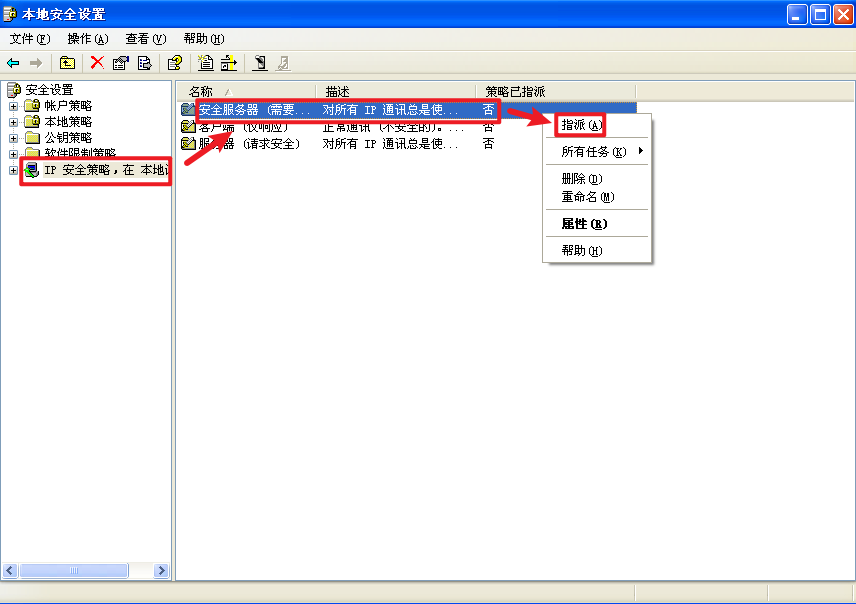 本地安全设置
文件(F) 操作(A) 查看(V) 帮助(H)
安全设置
帐户策略
本地策略
公钥策略
软件限制策略
IP 安全策略，在 本地
名称 描述 策略已指派
安全服务器 (需要... 对所有 IP 通讯总是使... 否
客户端 (仅响应) 正常通讯 (不安全的)。... 否
服务器 (请求安全) 对所有 IP 通讯总是使... 否
指派(A)
所有任务(K)
删除(D)
重命名(M)
属性(R)
帮助(H)